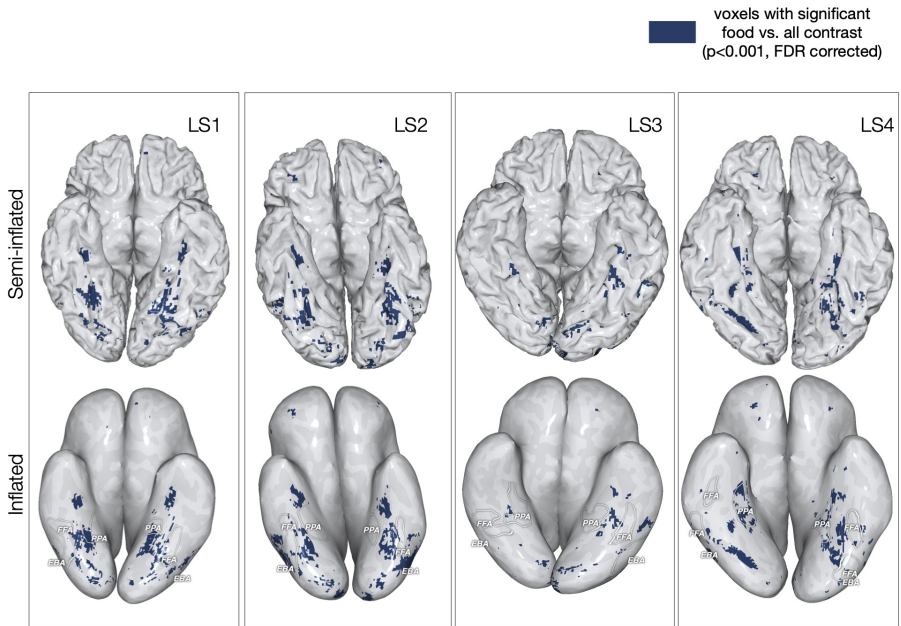 voxels with significant
food vs. all contrast
(p<0.001, FDR corrected)
LS1
LS2
LS3
LS4
Semi-inflated
Inflated
FFA
PPA
PPA
FFA
EBA
EBA
FFA
PPA
PPA
FFA
EBA
EBA
FFA
PPA
PPA
FFA
EBA
FFA
FFA
PPA
PPA
FFA
EBA
FFA
EBA